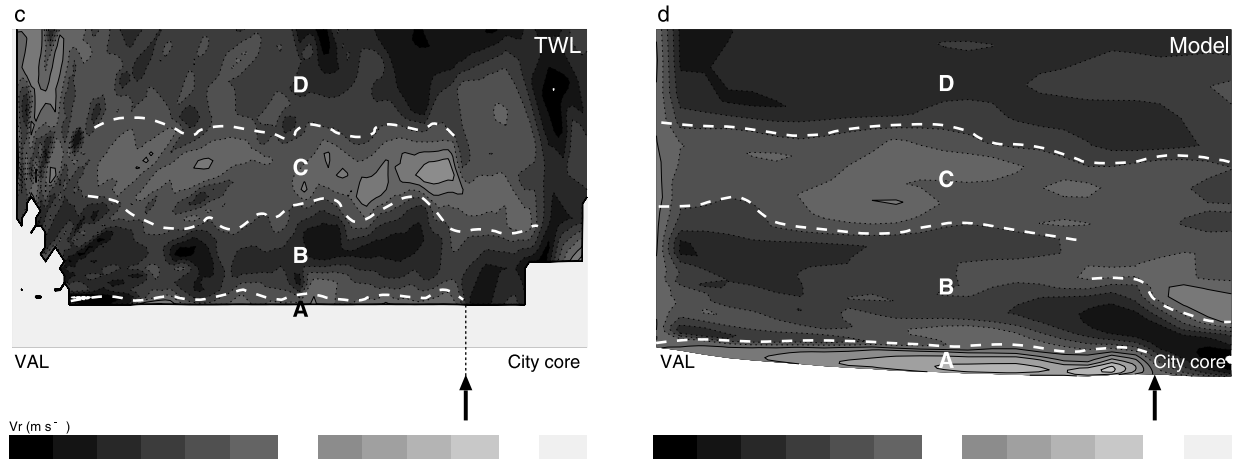 c
TWL
D
C
B
A
VAL
City core
Vr (m s⁻ )
d
Model
D
C
B
A
VAL
City core